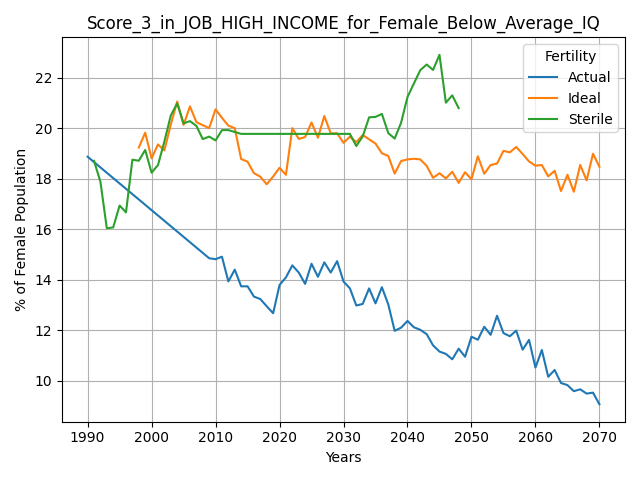 Score_3_in_JOB_HIGH_INCOME_for_Female_Below_Average_IQ
Fertility
Actual
Ideal
Sterile
% of Female Population
22
20
18
16
14
12
10
1990 2000 2010 2020 2030 2040 2050 2060 2070
Years